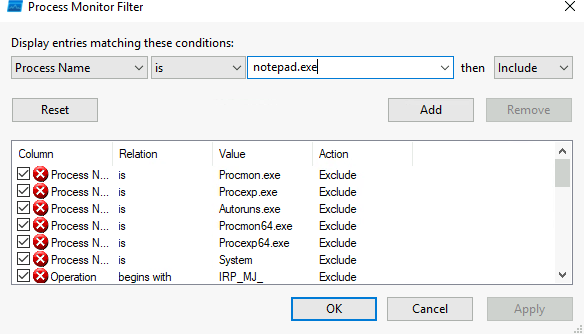 Process Monitor Filter
Display entries matching these conditions:
Process Name is notepad.exe then Include
Reset Add Remove
Column Relation Value Action
Process N... is Procmon.exe Exclude
Process N... is Procexp.exe Exclude
Process N... is Autoruns.exe Exclude
Process N... is Procmon64.exe Exclude
Process N... is Procexp64.exe Exclude
Process N... is System Exclude
Operation begins with IRP_MJ_ Exclude
OK Cancel Apply